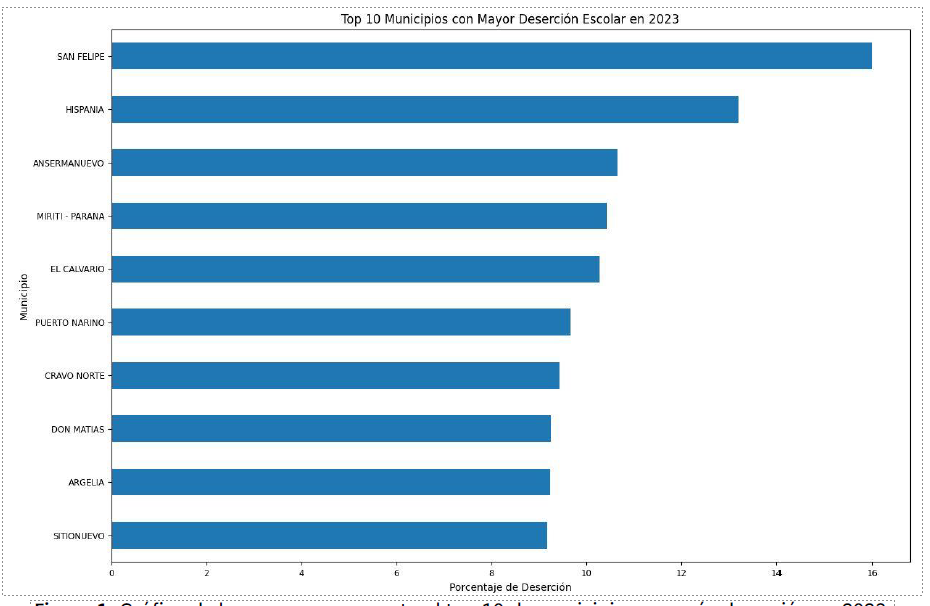 Top 10 Municipios con Mayor Deserción Escolar en 2023
Municipio
SAN FELIPE
HISPANIA
ANSERMANUEVO
MIRITI - PARANA
EL CALVARIO
PUERTO NARINO
CRAVO NORTE
DON MATIAS
ARGELIA
SITIONUEVO
0 2 4 6 8 10 12 14 16
Porcentaje de Deserción